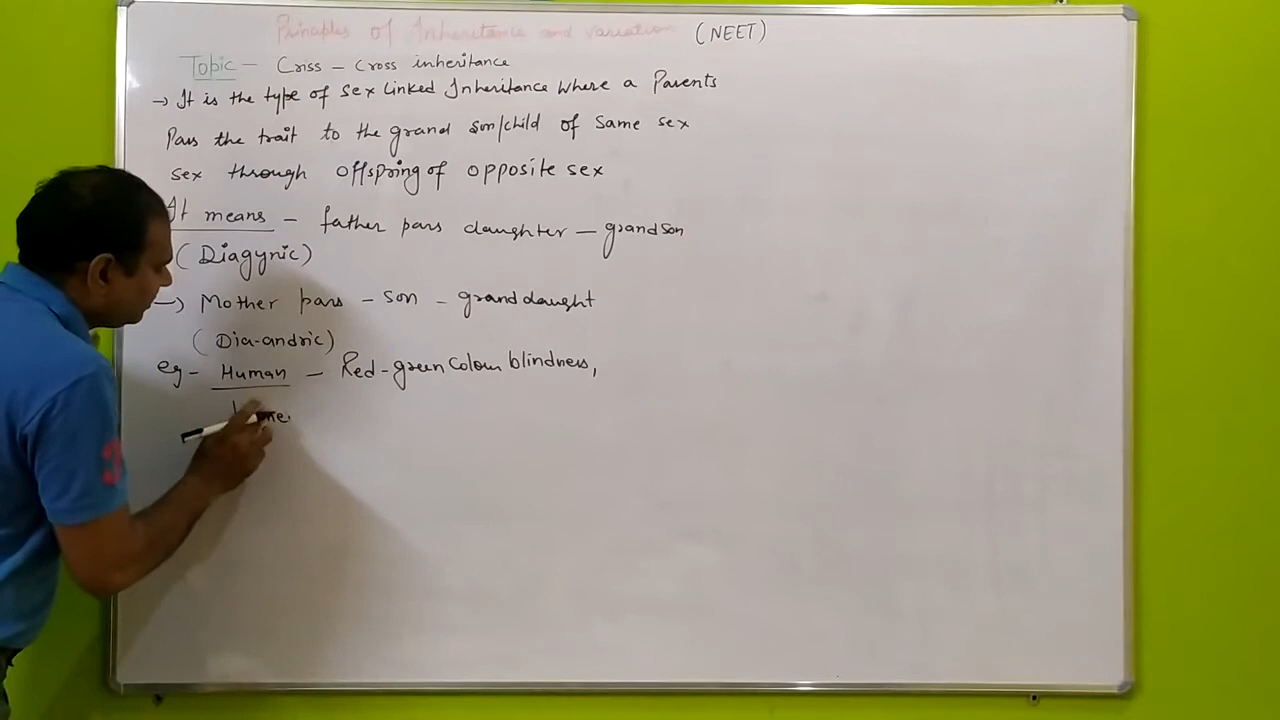 Principles of Inheritance and variation (NEET)
Topic - Criss - cross inheritance
→ It is the type of sex linked Inheritance where a Parents
Pass the trait to the grand son/child of same sex
sex through offspring of opposite sex
It means - father pass daughter - grandson
(Diagynic)
→ Mother pass - son - granddaught
(Dia-andric)
eg - Human - Red-green colour blindness,